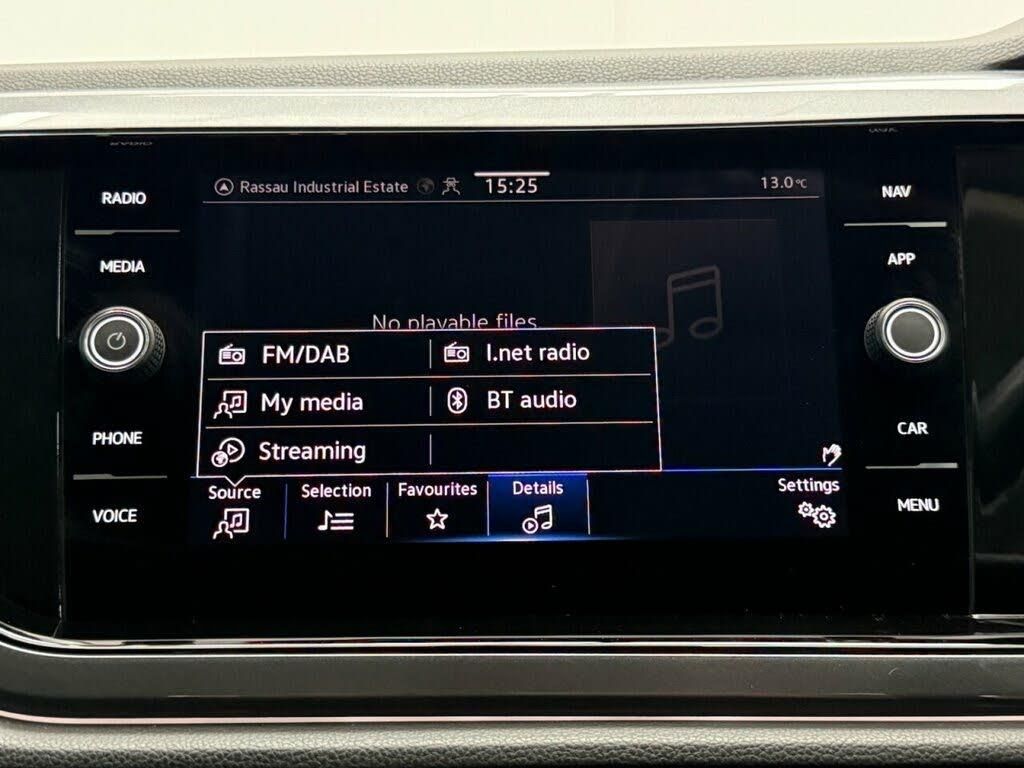 RADIO
MEDIA
PHONE
VOICE
Rassau Industrial Estate
15:25
13.0°C
No playable files
FM/DAB
I.net radio
My media
BT audio
Streaming
Source
Selection
Favourites
Details
Settings
NAV
APP
CAR
MENU